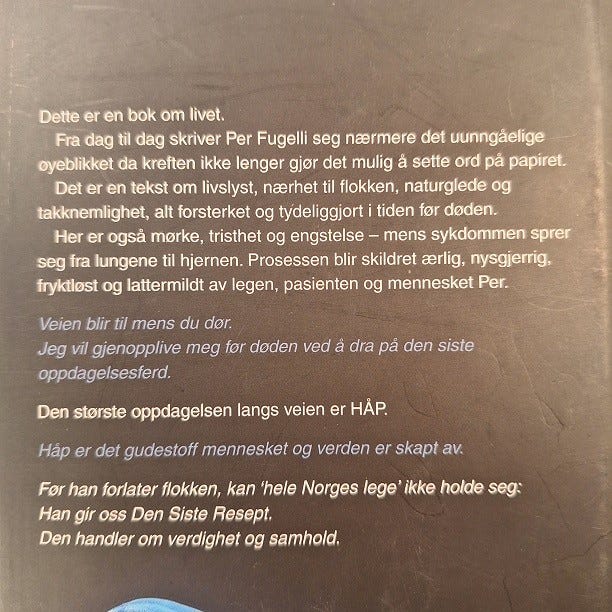 Dette er en bok om livet.
Fra dag til dag skriver Per Fugelli seg nærmere det uunngåelige
øyeblikket da kreften ikke lenger gjør det mulig å sette ord på papiret.
Det er en tekst om livslyst, nærhet til flokken, naturglede og
takknemlighet, alt forsterket og tydeliggjort i tiden før døden.
Her er også mørke, tristhet og engstelse – mens sykdommen sprer
seg fra lungene til hjernen. Prosessen blir skildret ærlig, nysgjerrig,
fryktløst og lattermildt av legen, pasienten og mennesket Per.
Veien blir til mens du dør.
Jeg vil gjenopplive meg før døden ved å dra på den siste
oppdagelsesferd.
Den største oppdagelsen langs veien er HÅP.
Håp er det gudestoff mennesket og verden er skapt av.
Før han forlater flokken, kan ‘hele Norges lege’ ikke holde seg:
Han gir oss Den Siste Resept.
Den handler om verdighet og samhold.